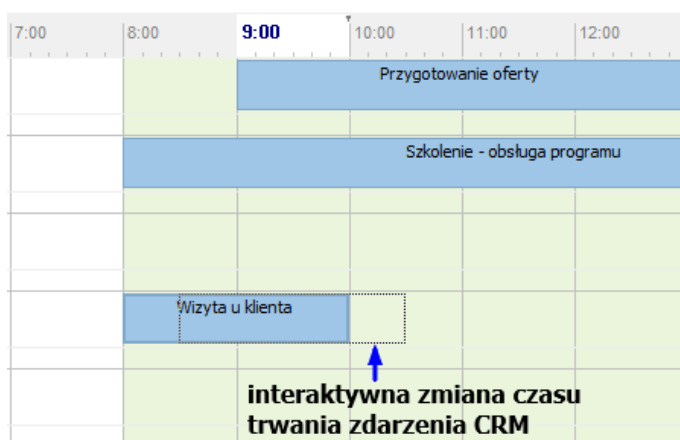 7:00 8:00 9:00 10:00 11:00 12:00
Przygotowanie oferty
Szkolenie - obsługa programu
Wizyta u klienta
interaktywna zmiana czasu
trwania zdarzenia CRM